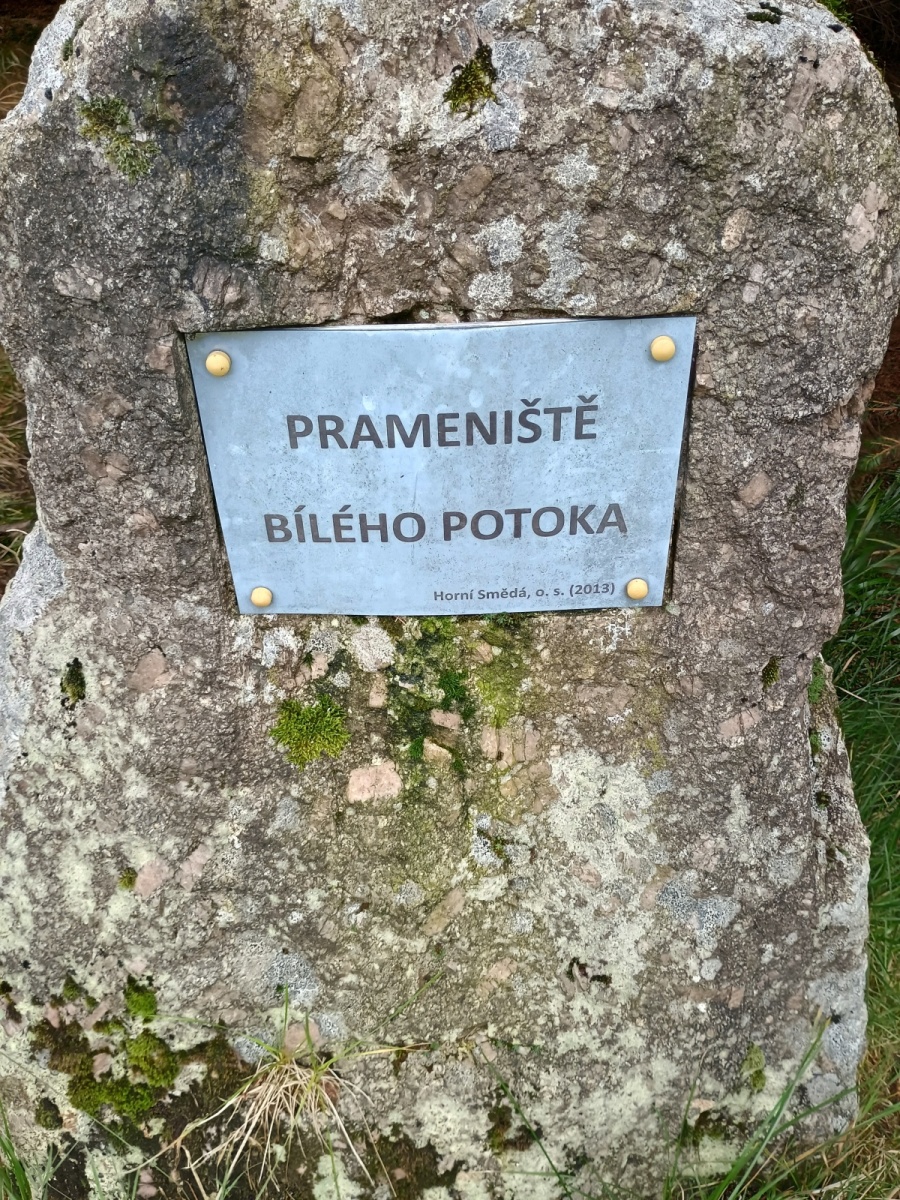 PRAMENIŠTĚ
BÍLÉHO POTOKA
Horní Smědá, o. s. (2013)